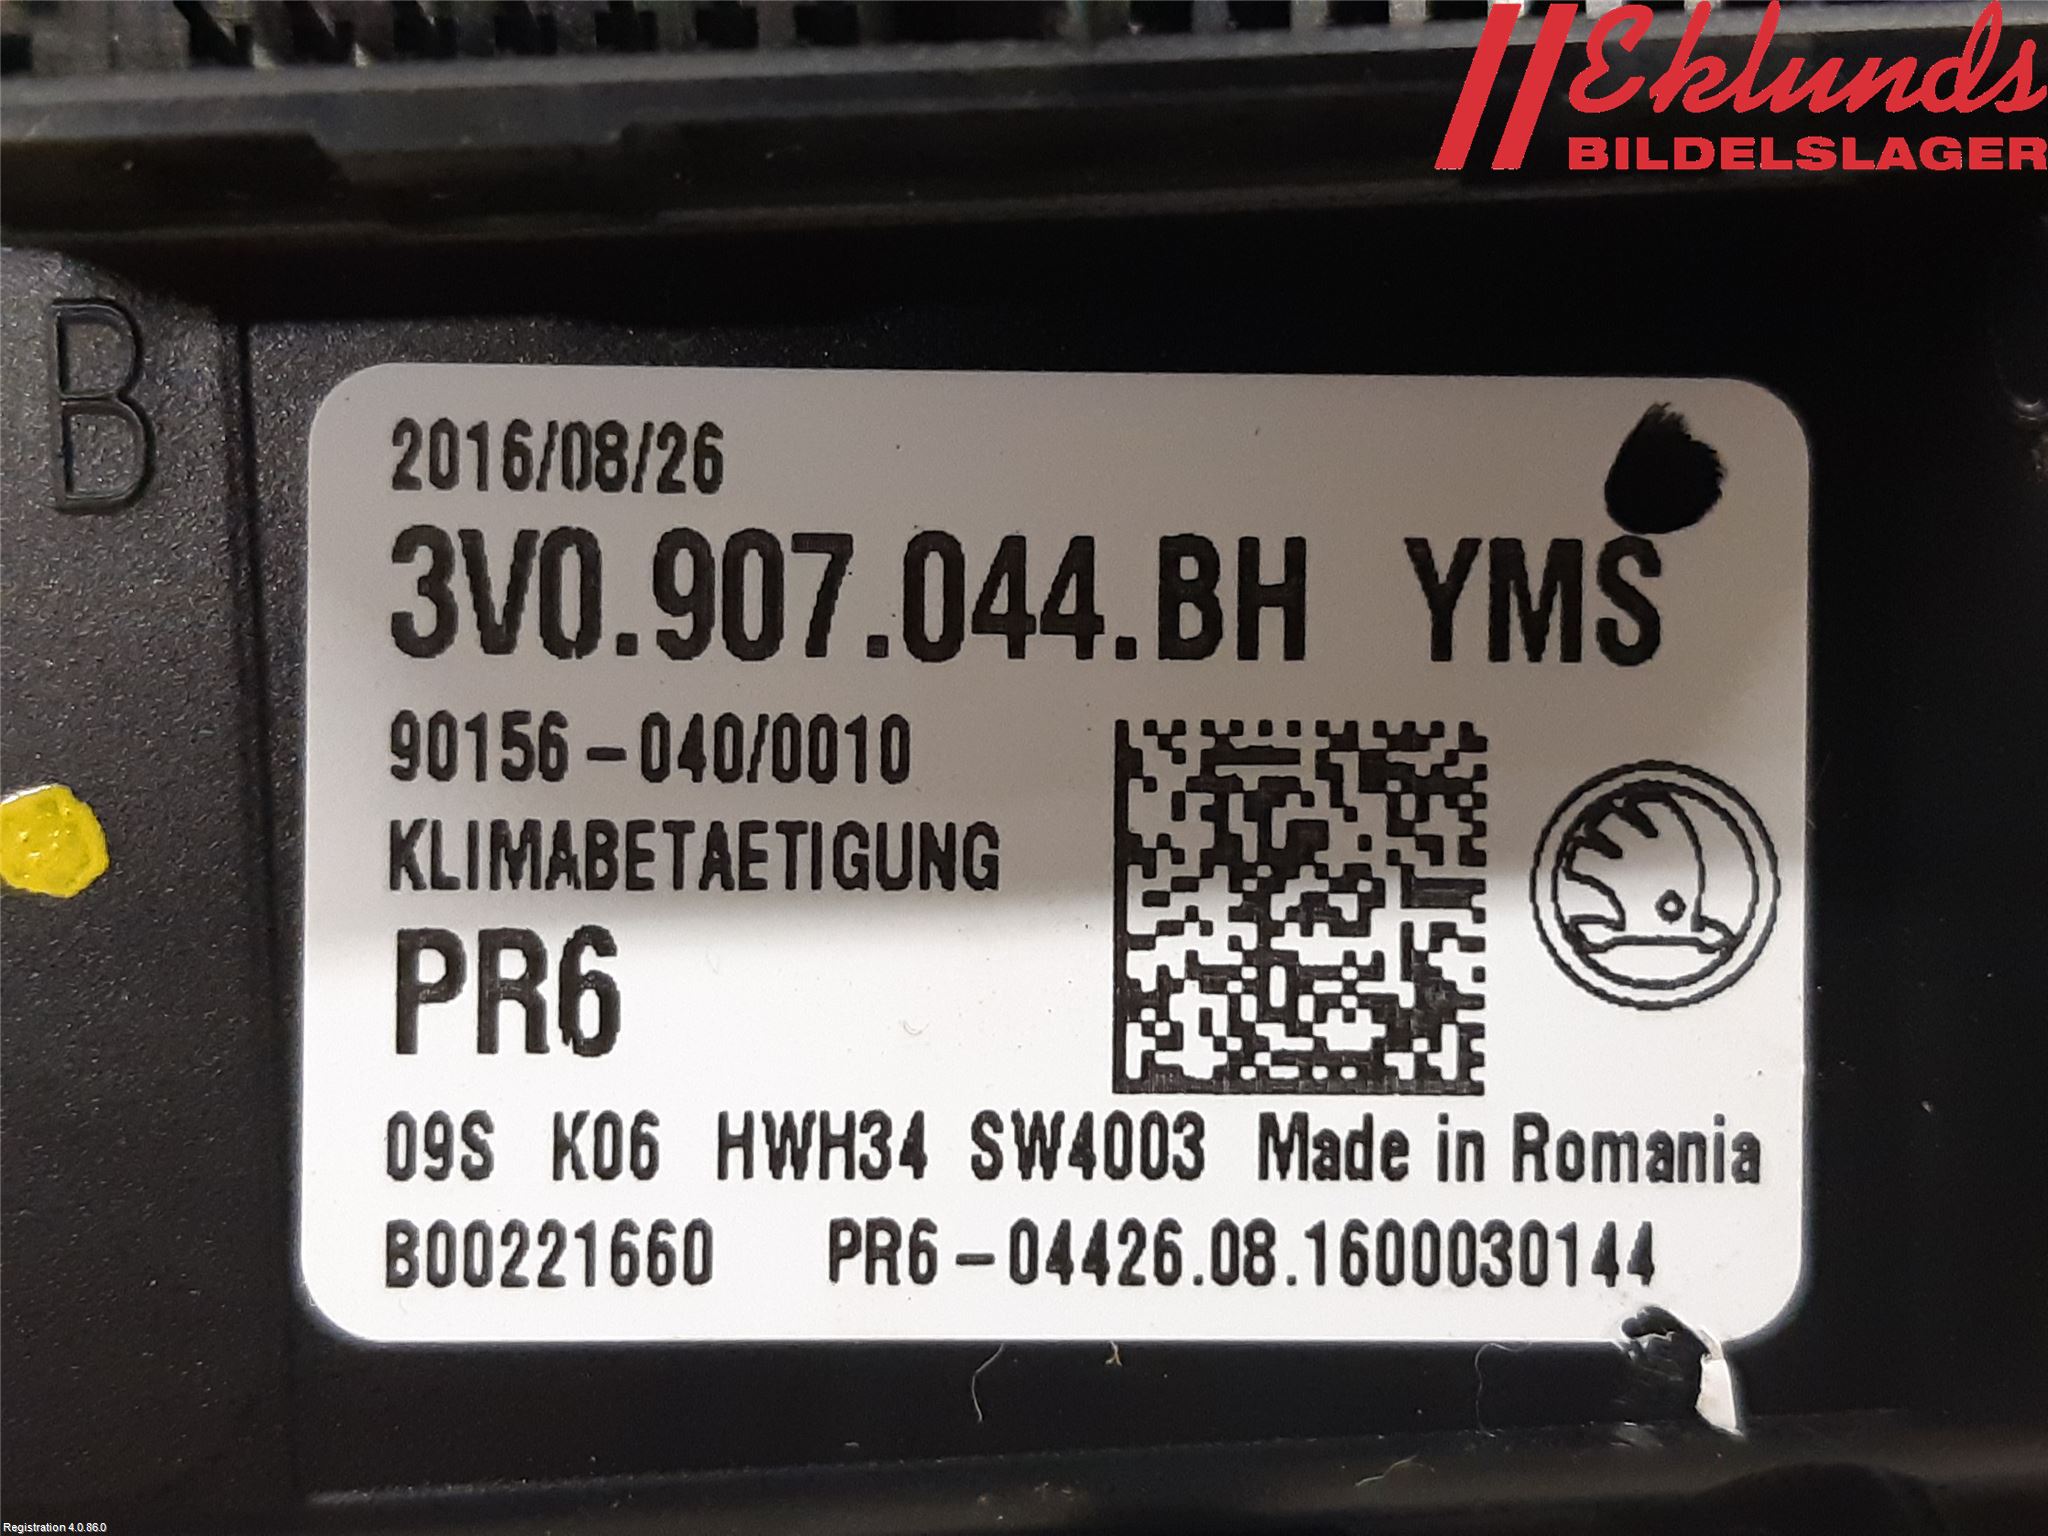 Eklunds
BILDELSLAGER
B
2016/08/26
3V0.907.044.BH YMS
90156-040/0010
KLIMABETAETIGUNG
PR6
09S K06 HWH34 SW4003 Made in Romania
B00221660 PR6-04426.08.1600030144
Registration 4.0.86.0